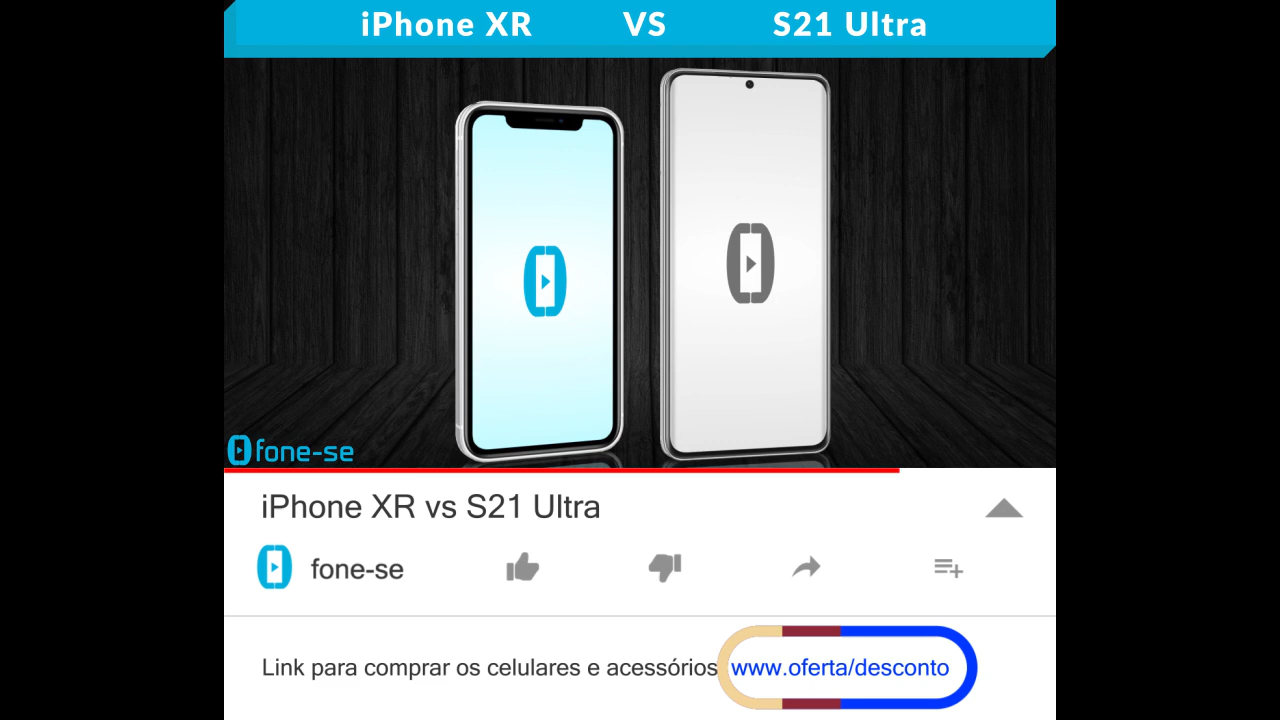 iPhone XR VS S21 Ultra
fone-se
iPhone XR vs S21 Ultra
fone-se
Link para comprar os celulares e acessórios www.oferta/desconto